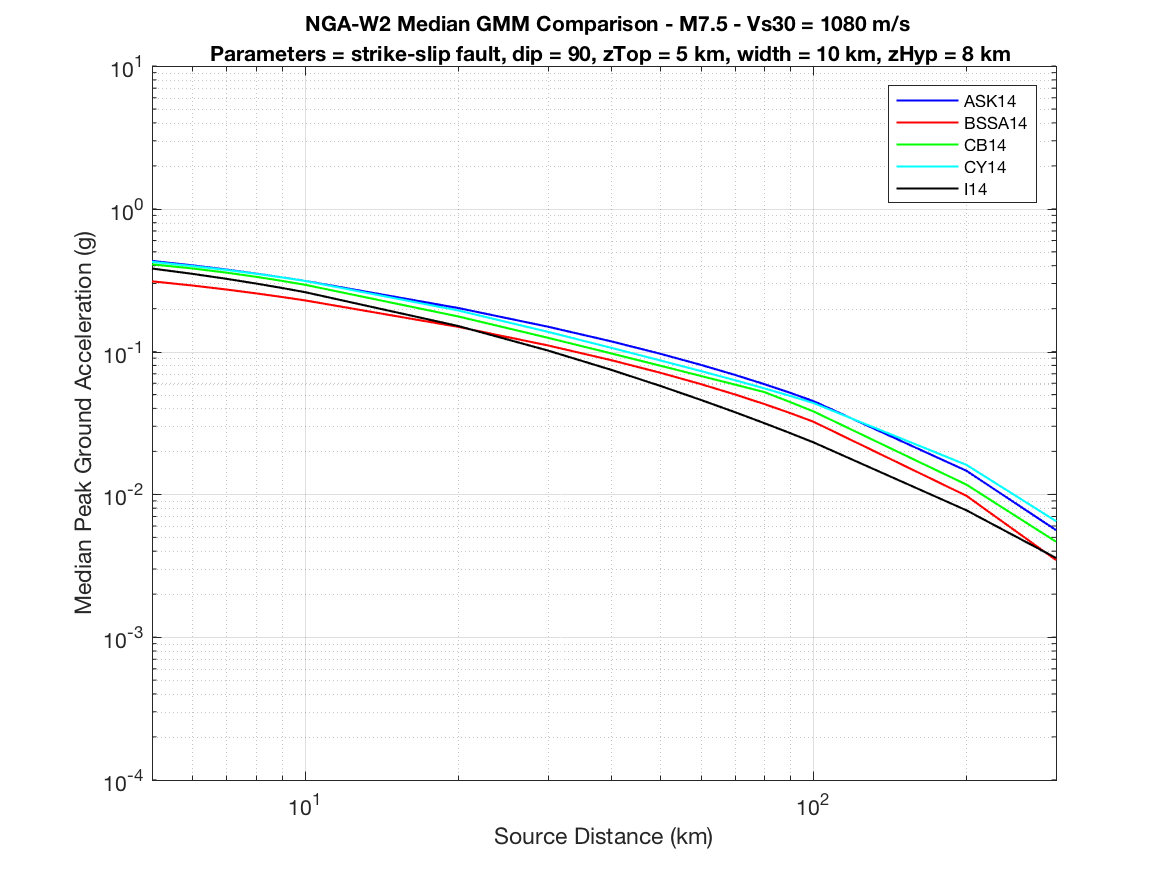 NGA-W2 Median GMM Comparison - M7.5 - Vs30 = 1080 m/s
Parameters = strike-slip fault, dip = 90, zTop = 5 km, width = 10 km, zHyp = 8 km
10^1
ASK14
BSSA14
CB14
CY14
I14
10^0
10^-1
10^-2
10^-3
10^-4
Median Peak Ground Acceleration (g)
10^1
10^2
Source Distance (km)